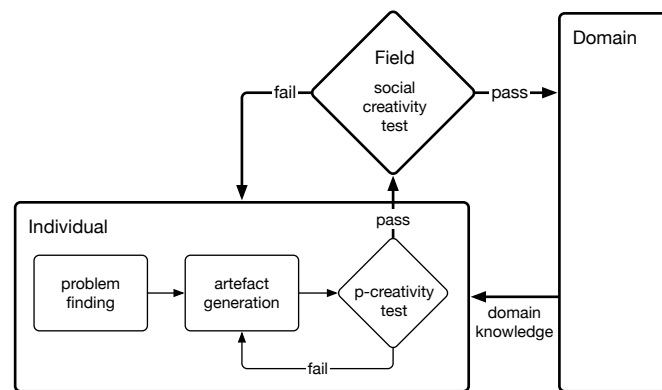 Domain
Field
social
creativity
test
fail
pass
pass
Individual
problem
finding
artefact
generation
p-creativity
test
fail
domain
knowledge